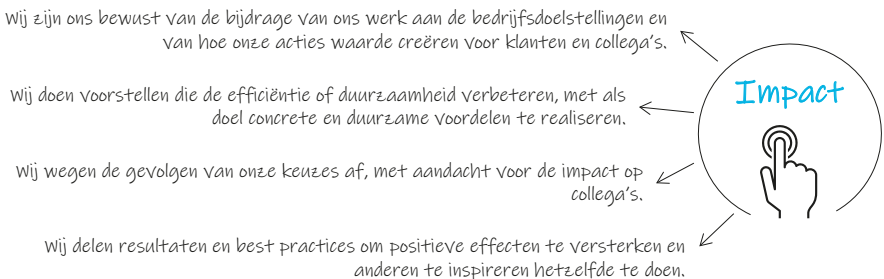 Wij zijn ons bewust van de bijdrage van ons werk aan de bedrijfsdoelstellingen en
van hoe onze acties waarde creëren voor klanten en collega's.
Wij doen voorstellen die de efficiëntie of duurzaamheid verbeteren, met als
doel concrete en duurzame voordelen te realiseren.
Wij wegen de gevolgen van onze keuzes af, met aandacht voor de impact op
collega's.
Wij delen resultaten en best practices om positieve effecten te versterken en
anderen te inspireren hetzelfde te doen.
Impact